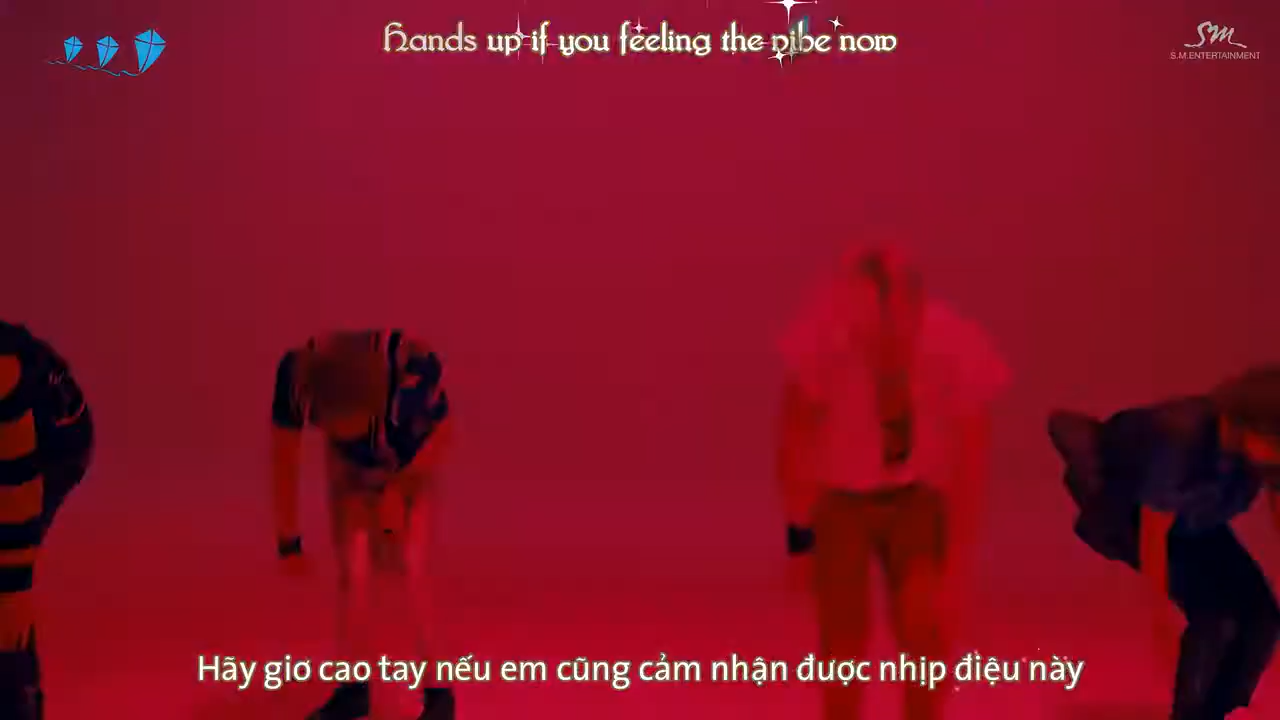 Hands up if you feeling the vibe now
SM
S.M.ENTERTAINMENT
Hãy giơ cao tay nếu em cũng cảm nhận được nhịp điệu này